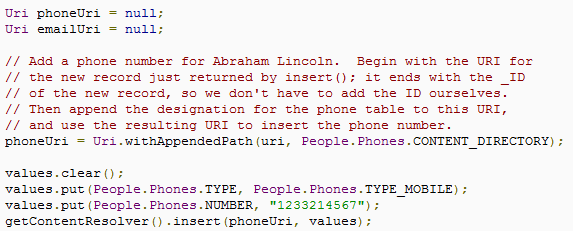 Uri phoneUri = null;
Uri emailUri = null;
// Add a phone number for Abraham Lincoln.  Begin with the URI for
// the new record just returned by insert(); it ends with the _ID
// of the new record, so we don't have to add the ID ourselves.
// Then append the designation for the phone table to this URI,
// and use the resulting URI to insert the phone number.
phoneUri = Uri.withAppendedPath(uri, People.Phones.CONTENT_DIRECTORY);
values.clear();
values.put(People.Phones.TYPE, People.Phones.TYPE_MOBILE);
values.put(People.Phones.NUMBER, "1233214567");
getContentResolver().insert(phoneUri, values);